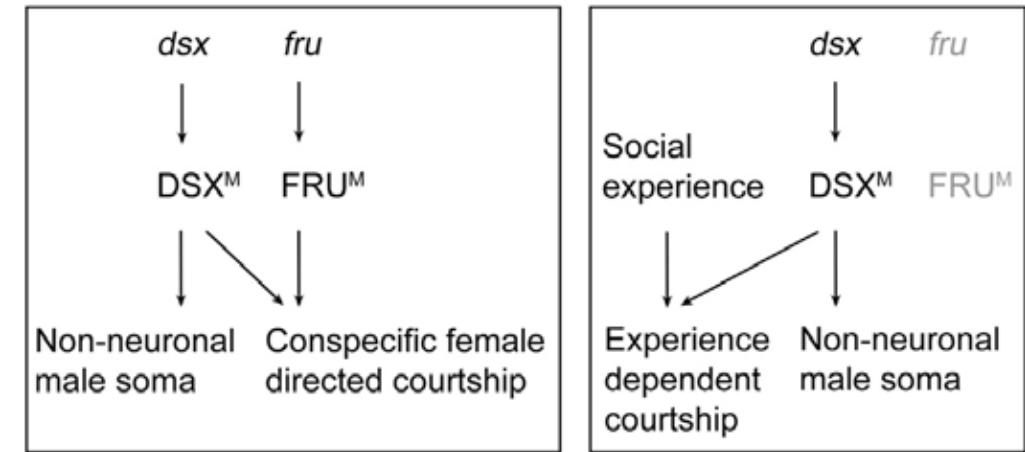 dsx fru
DSXᴹ FRUᴹ
Non-neuronal
male soma
Conspecific female
directed courtship
dsx fru
Social
experience
DSXᴹ FRUᴹ
Experience
dependent
courtship
Non-neuronal
male soma